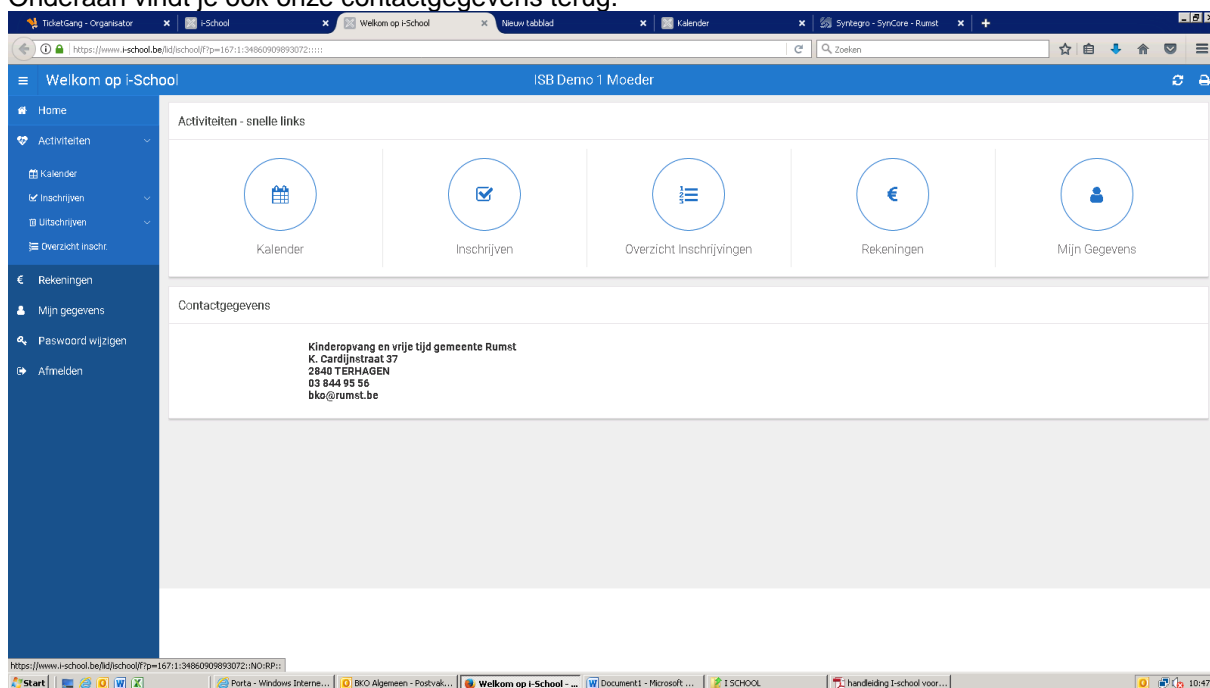 Onderaan vindt je ook onze contactgegevens terug.
TicketGang - Organisator
i-School
Welkom op i-School
Nieuw tabblad
Kalender
Syntegro - SynCore - Rumst
https://www.i-school.be/lid/ischool/f?p=167:1:34860909893072:::::
Zoeken
Welkom op i-School
ISB Demo 1 Moeder
Home
Activiteiten
Kalender
Inschrijven
Uitschrijven
Overzicht inschr.
Rekeningen
Mijn gegevens
Paswoord wijzigen
Afmelden
Activiteiten - snelle links
Kalender
Inschrijven
Overzicht Inschrijvingen
€
Rekeningen
Mijn Gegevens
Contactgegevens
Kinderopvang en vrije tijd gemeente Rumst
K. Cardijnstraat 37
2840 TERHAGEN
03 844 95 56
bko@rumst.be
https://www.i-school.be/lid/ischool/f?p=167:1:34860909893072::NO:RP::
Start
Porta - Windows Interne...
BKO Algemeen - Postvak...
Welkom op i-School - ...
Document1 - Microsoft ...
I SCHOOL
handleiding I-school voor...
10:47